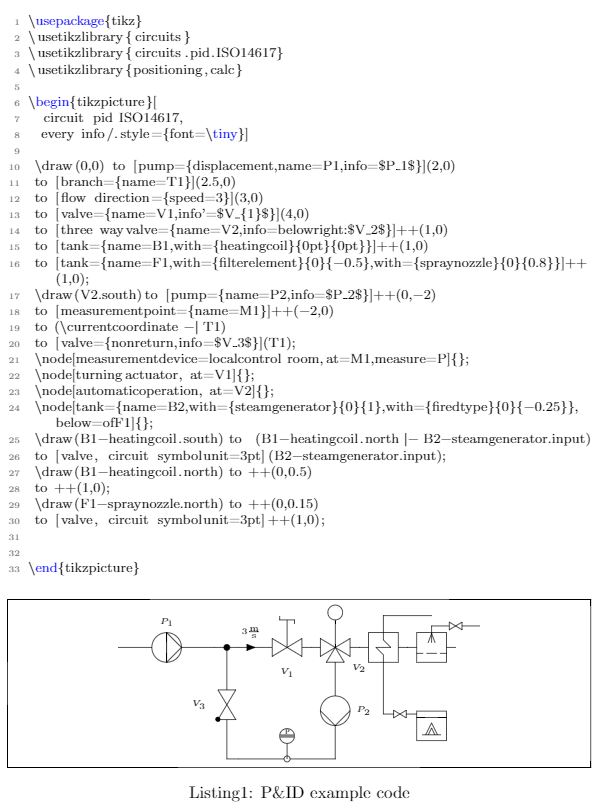 1 \usepackage{tikz}
2 \usetikzlibrary{circuits}
3 \usetikzlibrary{circuits.pid.ISO14617}
4 \usetikzlibrary{positioning,calc}
5
6 \begin{tikzpicture}[
7 circuit pid ISO14617,
8 every info/.style={font=\tiny}]
9
10 \draw(0,0) to [pump={displacement,name=P1,info=$P_1$}](2,0)
11 to [branch={name=T1}](2.5,0)
12 to [flow direction={speed=3}](3,0)
13 to [valve={name=V1,info'=$V_{1}$}](4,0)
14 to [three way valve={name=V2,info=belowright:$V_2$}]++(1,0)
15 to [tank={name=B1,with={heatingcoil}{0pt}{0pt}}]++(1,0)
16 to [tank={name=F1,with={filterelement}{0}{−0.5},with={spraynozzle}{0}{0.8}}]++
(1,0);
17 \draw(V2.south) to [pump={name=P2,info=$P_2$}]++(0,−2)
18 to [measurementpoint={name=M1}]++(−2,0)
19 to (\currentcoordinate −| T1)
20 to [valve={nonreturn,info=$V_3$}](T1);
21 \node[measurementdevice=localcontrol room,at=M1,measure=P]{};
22 \node[turning actuator, at=V1]{};
23 \node[automaticoperation, at=V2]{};
24 \node[tank={name=B2,with={steamgenerator}{0}{1},with={firedtype}{0}{−0.25}},
below=ofF1]{};
25 \draw(B1−heatingcoil.south) to (B1−heatingcoil.north |− B2−steamgenerator.input)
26 to [valve, circuit symbolunit=3pt](B2−steamgenerator.input);
27 \draw(B1−heatingcoil.north) to ++(0,0.5)
28 to ++(1,0);
29 \draw(F1−spraynozzle.north) to ++(0,0.15)
30 to [valve, circuit symbolunit=3pt]++(1,0);
31
32
33 \end{tikzpicture}
P1
3 m/s
V1
V2
V3
P2
P
Listing1: P&ID example code